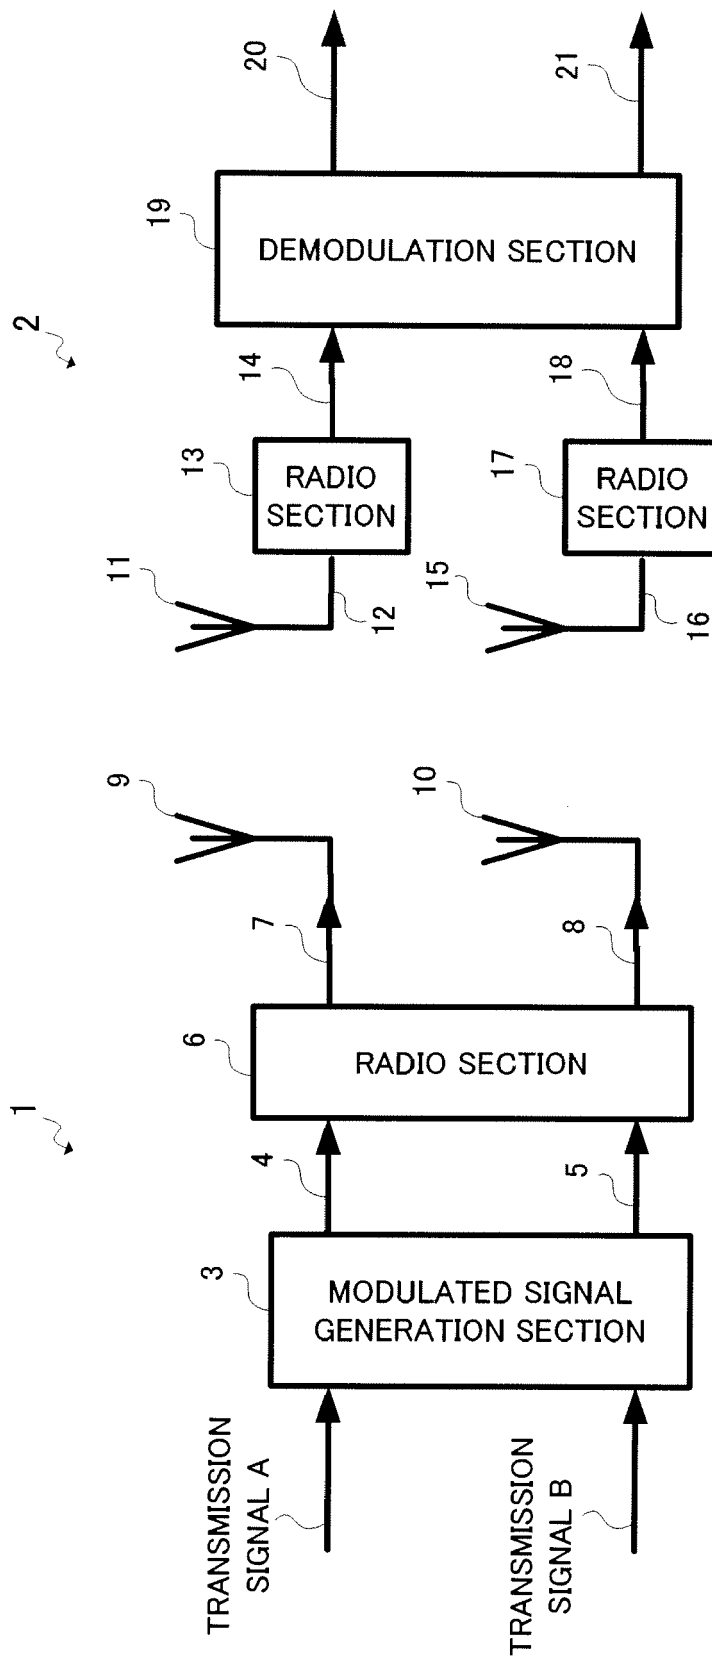 1
TRANSMISSION
SIGNAL A
TRANSMISSION
SIGNAL B
3
MODULATED SIGNAL
GENERATION SECTION
4
5
6
RADIO SECTION
7
8
9
10
2
11
12
13
RADIO
SECTION
14
15
16
17
RADIO
SECTION
18
19
DEMODULATION SECTION
20
21